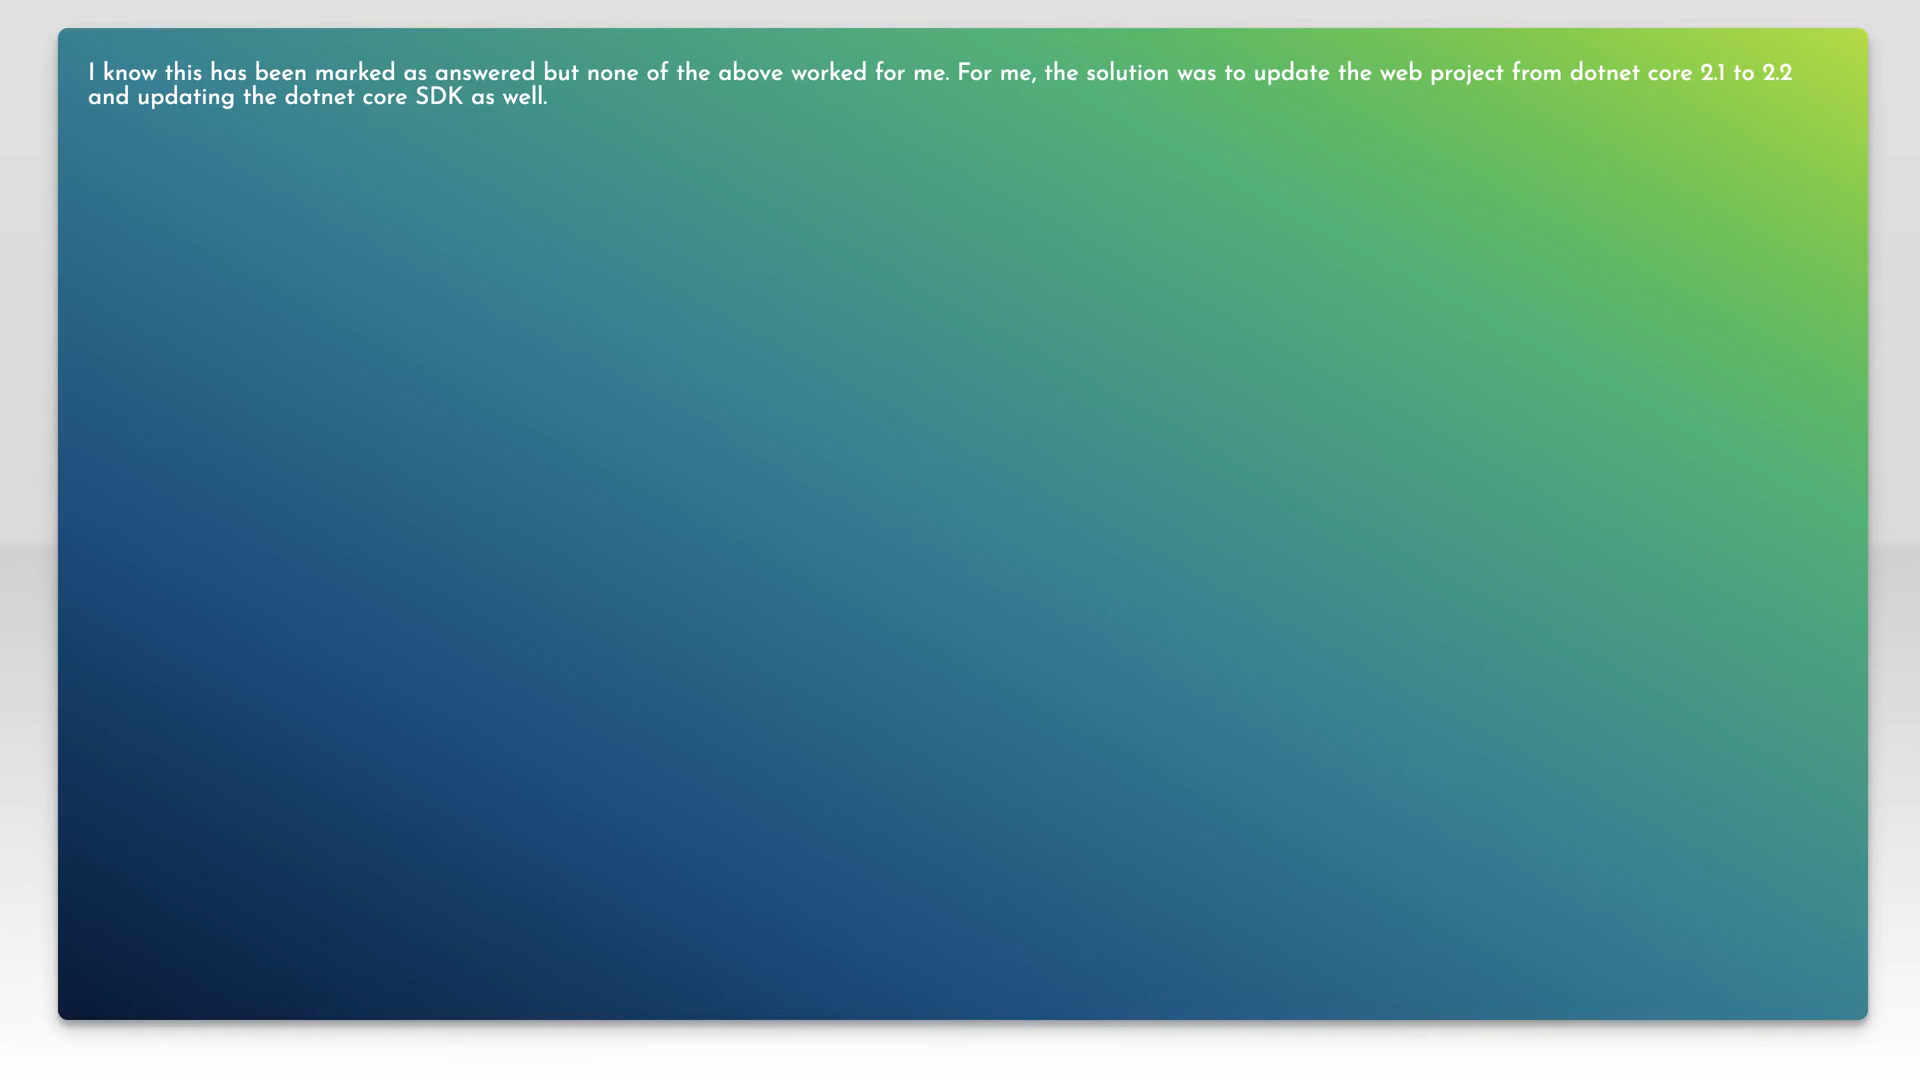 I know this has been marked as answered but none of the above worked for me. For me, the solution was to update the web project from dotnet core 2.1 to 2.2
and updating the dotnet core SDK as well.